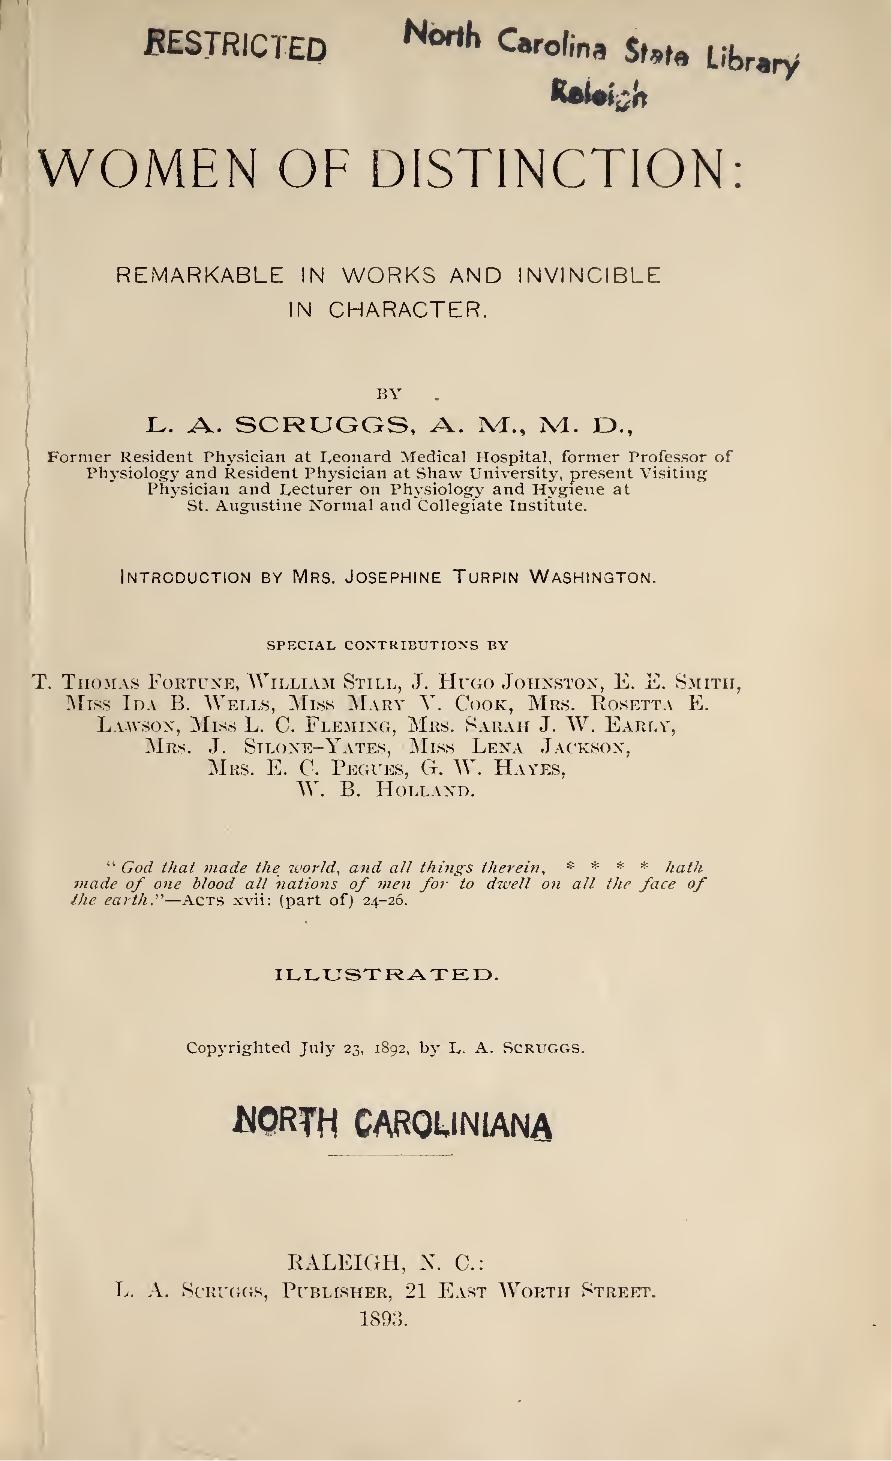 RESTRICTED
North Carolina State Library
Raleigh
WOMEN OF DISTINCTION:
REMARKABLE IN WORKS AND INVINCIBLE
IN CHARACTER.
BY
L. A. SCRUGGS, A. M., M. D.,
Former Resident Physician at Leonard Medical Hospital, former Professor of
Physiology and Resident Physician at Shaw University, present Visiting
Physician and Lecturer on Physiology and Hygiene at
St. Augustine Normal and Collegiate Institute.
INTRODUCTION BY MRS. JOSEPHINE TURPIN WASHINGTON.
SPECIAL CONTRIBUTIONS BY
T. THOMAS FORTUNE, WILLIAM STILL, J. HUGO JOHNSTON, E. E. SMITH,
MISS IDA B. WELLS, MISS MARY V. COOK, MRS. ROSETTA E.
LAWSON, MISS L. C. FLEMING, MRS. SARAH J. W. EARLY,
MRS. J. SILONE-YATES, MISS LENA JACKSON,
MRS. E. C. PEGUES, G. W. HAYES,
W. B. HOLLAND.
"God that made the world, and all things therein, * * * * hath
made of one blood all nations of men for to dwell on all the face of
the earth."—ACTS xvii: (part of) 24-26.
ILLUSTRATED.
Copyrighted July 23, 1892, by L. A. SCRUGGS.
NORTH CAROLINIANA
RALEIGH, N. C.:
L. A. SCRUGGS, PUBLISHER, 21 EAST WORTH STREET.
1893.